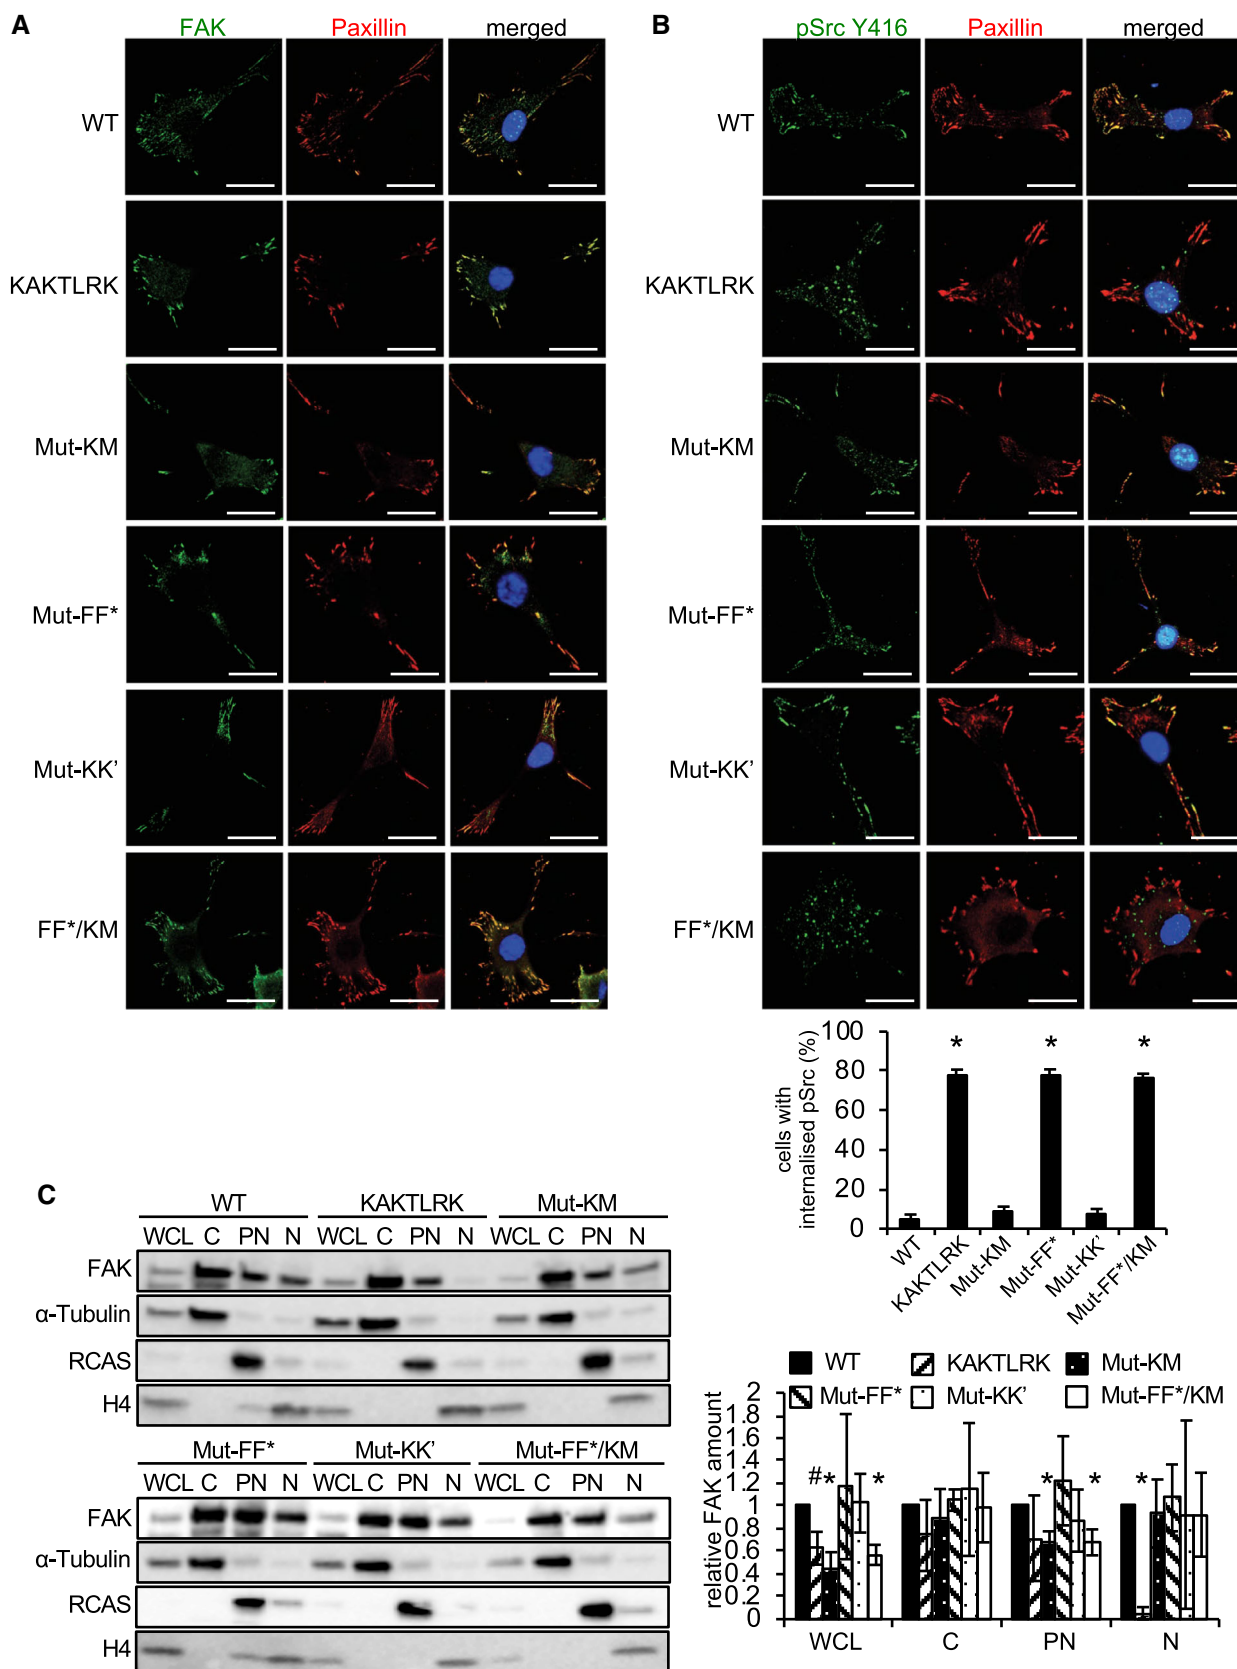 A
FAK Paxillin merged
WT
KAKTLRK
Mut-KM
Mut-FF*
Mut-KK'
FF*/KM
B
pSrc Y416 Paxillin merged
WT
KAKTLRK
Mut-KM
Mut-FF*
Mut-KK'
FF*/KM
cells with
internalised pSrc (%)
100
80
60
40
20
0
* * *
WT
KAKTLRK
Mut-KM
Mut-FF*
Mut-KK'
Mut-FF*/KM
C
WT KAKTLRK Mut-KM
WCL C PN N WCL C PN N WCL C PN N
FAK
α-Tubulin
RCAS
H4
Mut-FF* Mut-KK' Mut-FF*/KM
WCL C PN N WCL C PN N WCL C PN N
FAK
α-Tubulin
RCAS
H4
WT KAKTLRK Mut-KM
Mut-FF* Mut-KK' Mut-FF*/KM
relative FAK amount
2
1.8
1.6
1.4
1.2
1
0.8
0.6
0.4
0.2
0
#* * * * *
WCL C PN N